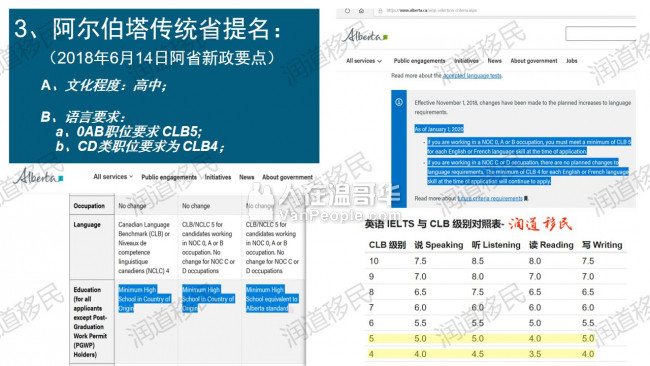 3、阿尔伯塔传统省提名：
（2018年6月14日阿省新政要点）
A、文化程度：高中；
B、语言要求：
a、0AB职位要求 CLB5;
b、CD类职位要求为 CLB4；
Alberta
All services
Public engagements
Initiatives
News
About government
Occupation
No change
No change
No change
Language
Canadian Language
Benchmark (CLB) or
Niveaux de
competence
linguistique
canadiens (NCLC) 4
CLB/NCLC 5 for
candidates working
in NOC 0, A or B
occupation. No
change for NOC C or
D occupations
CLB/NCLC 5 for
candidates working
in NOC 0, A or B
occupation. No
change for NOC C or
D occupations
Education
(for all
applicants
except Post-
Graduation
Work Permit
(PGWP)
Holders)
Minimum High
School in Country of
Origin
Minimum High
School in Country of
Origin
Minimum High
School equivalent to
Alberta standard
Alberta
All services
Public engagements
Initiatives
News
About government
Jobs
Read more about the accepted language tests.
Effective November 1, 2018, changes have been made to the planned increases to language
requirements.
As of January 1, 2020
if you are working in a NOC 0, A or B occupation, you must meet a minimum of CLB 5
for each English or French language skill at the time of application.
if you are working in a NOC C or D occupation, there are no planned changes to
language requirements. The minimum of CLB 4 for each English or French language
skill at the time of application will continue to apply.
Read more about future criteria requirements
英语 IELTS 与 CLB 级别对照表- 润道移民
CLB 级别 说 Speaking 听 Listening 读 Reading 写 Writing
10 7.5 8.5 8.0 7.5
9 7.0 8.0 7.0 7.0
8 6.5 7.5 6.5 6.5
7 6.0 6.0 6.0 6.0
6 5.5 5.5 5.0 5.5
5 5.0 5.0 4.0 5.0
4 4.0 4.5 3.5 4.0
人在温哥华
VanPeople.com
润道移民